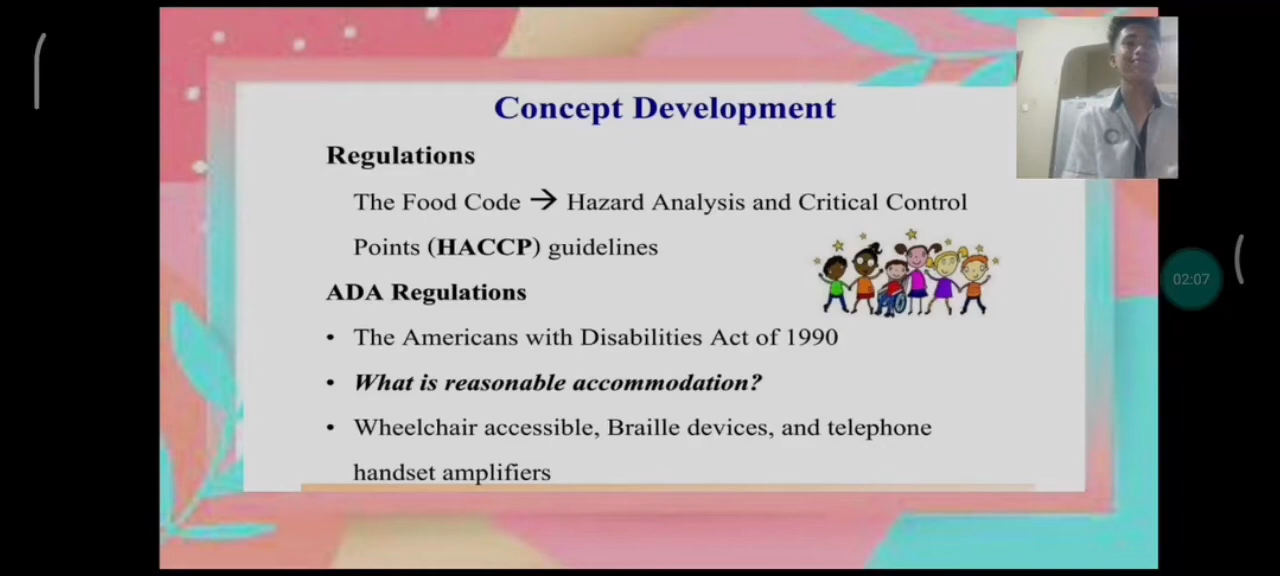 Concept Development
Regulations
The Food Code → Hazard Analysis and Critical Control
Points (HACCP) guidelines
ADA Regulations
• The Americans with Disabilities Act of 1990
• What is reasonable accommodation?
• Wheelchair accessible, Braille devices, and telephone
handset amplifiers
02:07